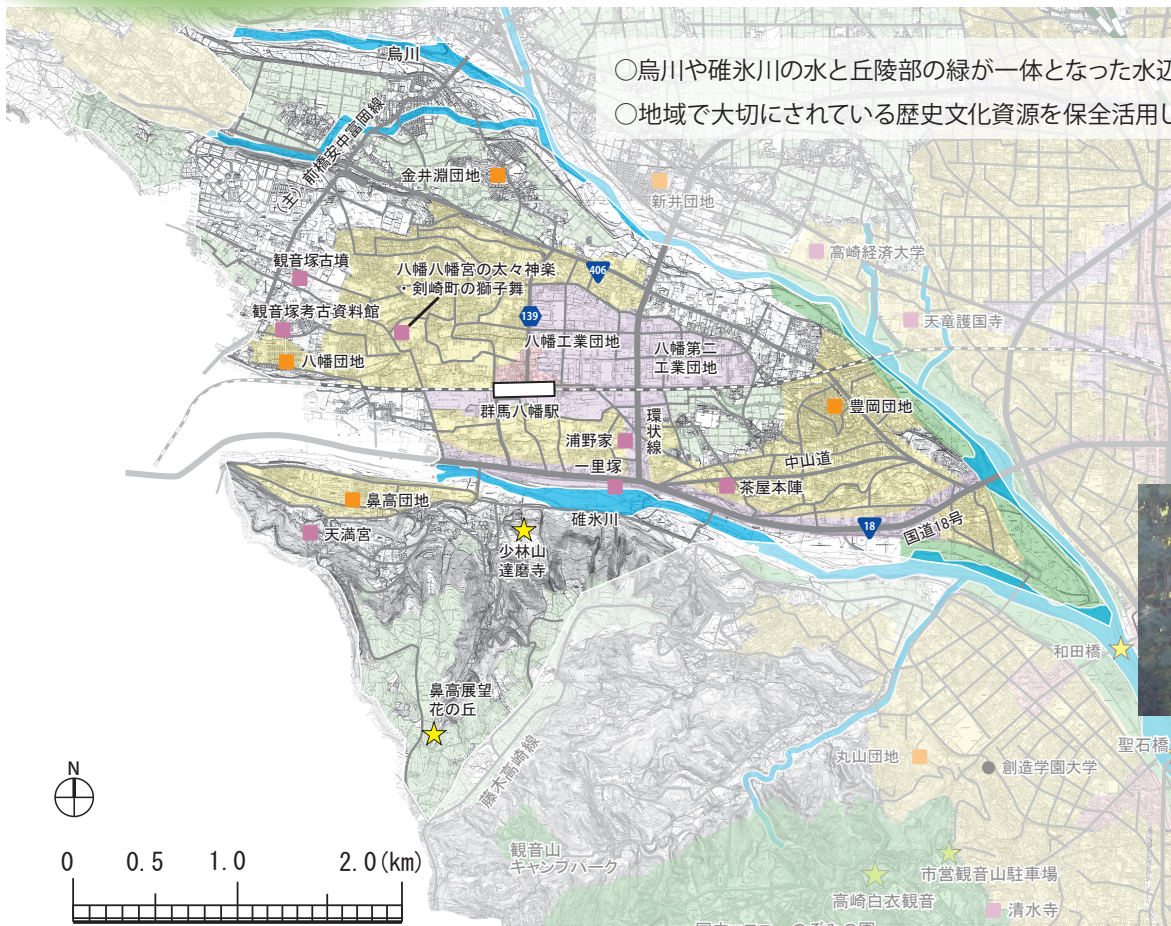 ○烏川や碓氷川の水と丘陵部の緑が一体となった水辺
○地域で大切にされている歴史文化資源を保全活用し
烏川
(主)前橋安中富岡線
金井淵団地
新井団地
高崎経済大学
観音塚古墳
八幡八幡宮の太々神楽
・剣崎町の獅子舞
406
天竜護国寺
観音塚考古資料館
139
八幡工業団地
八幡第二
工業団地
八幡団地
群馬八幡駅
環状線
豊岡団地
浦野家
中山道
一里塚
茶屋本陣
鼻高団地
碓氷川
18
国道18号
天満宮
少林山
達磨寺
和田橋
鼻高展望
花の丘
藤木高崎線
丸山団地
聖石橋
創造学園大学
N
観音山
キャンプパーク
0 0.5 1.0 2.0(km)
市営観音山駐車場
高崎白衣観音
清水寺